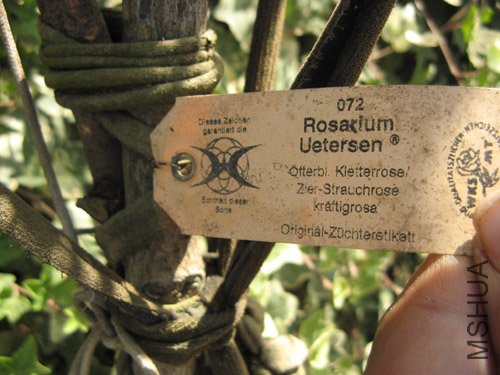 Dieses Zeichen
garantiert die
Echtheit dieser
Sorte.
072
Rosarium
Uetersen ®
Öfterbl. Kletterrose/
Zier-Strauchrose
kräftigrosa
Original-Züchteretikett
MSHUA